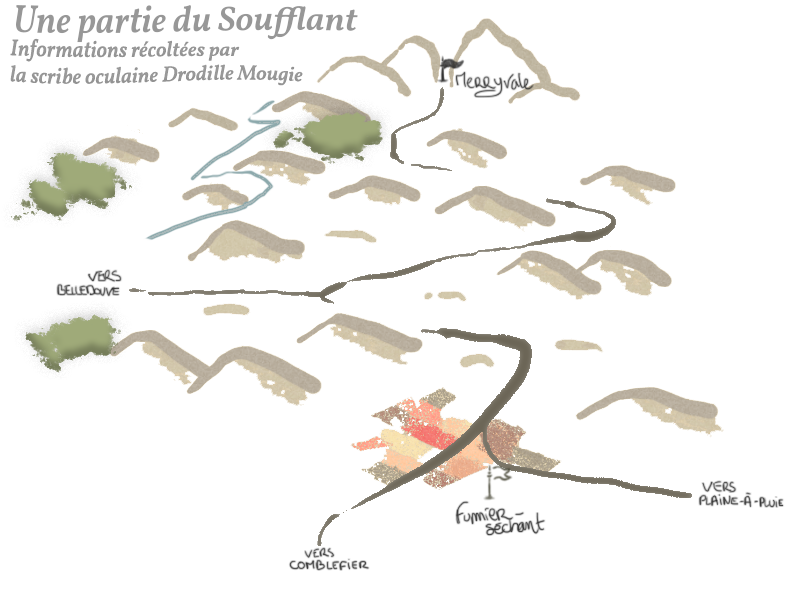 Une partie du Soufflant
Informations récoltées par
la scribe oculaine Drodille Mougie
Merryvale
VERS
BELLEDOUVE
VERS
PLAINE-À-PLUIE
Fumier-
séchant
VERS
COMBLEFIER